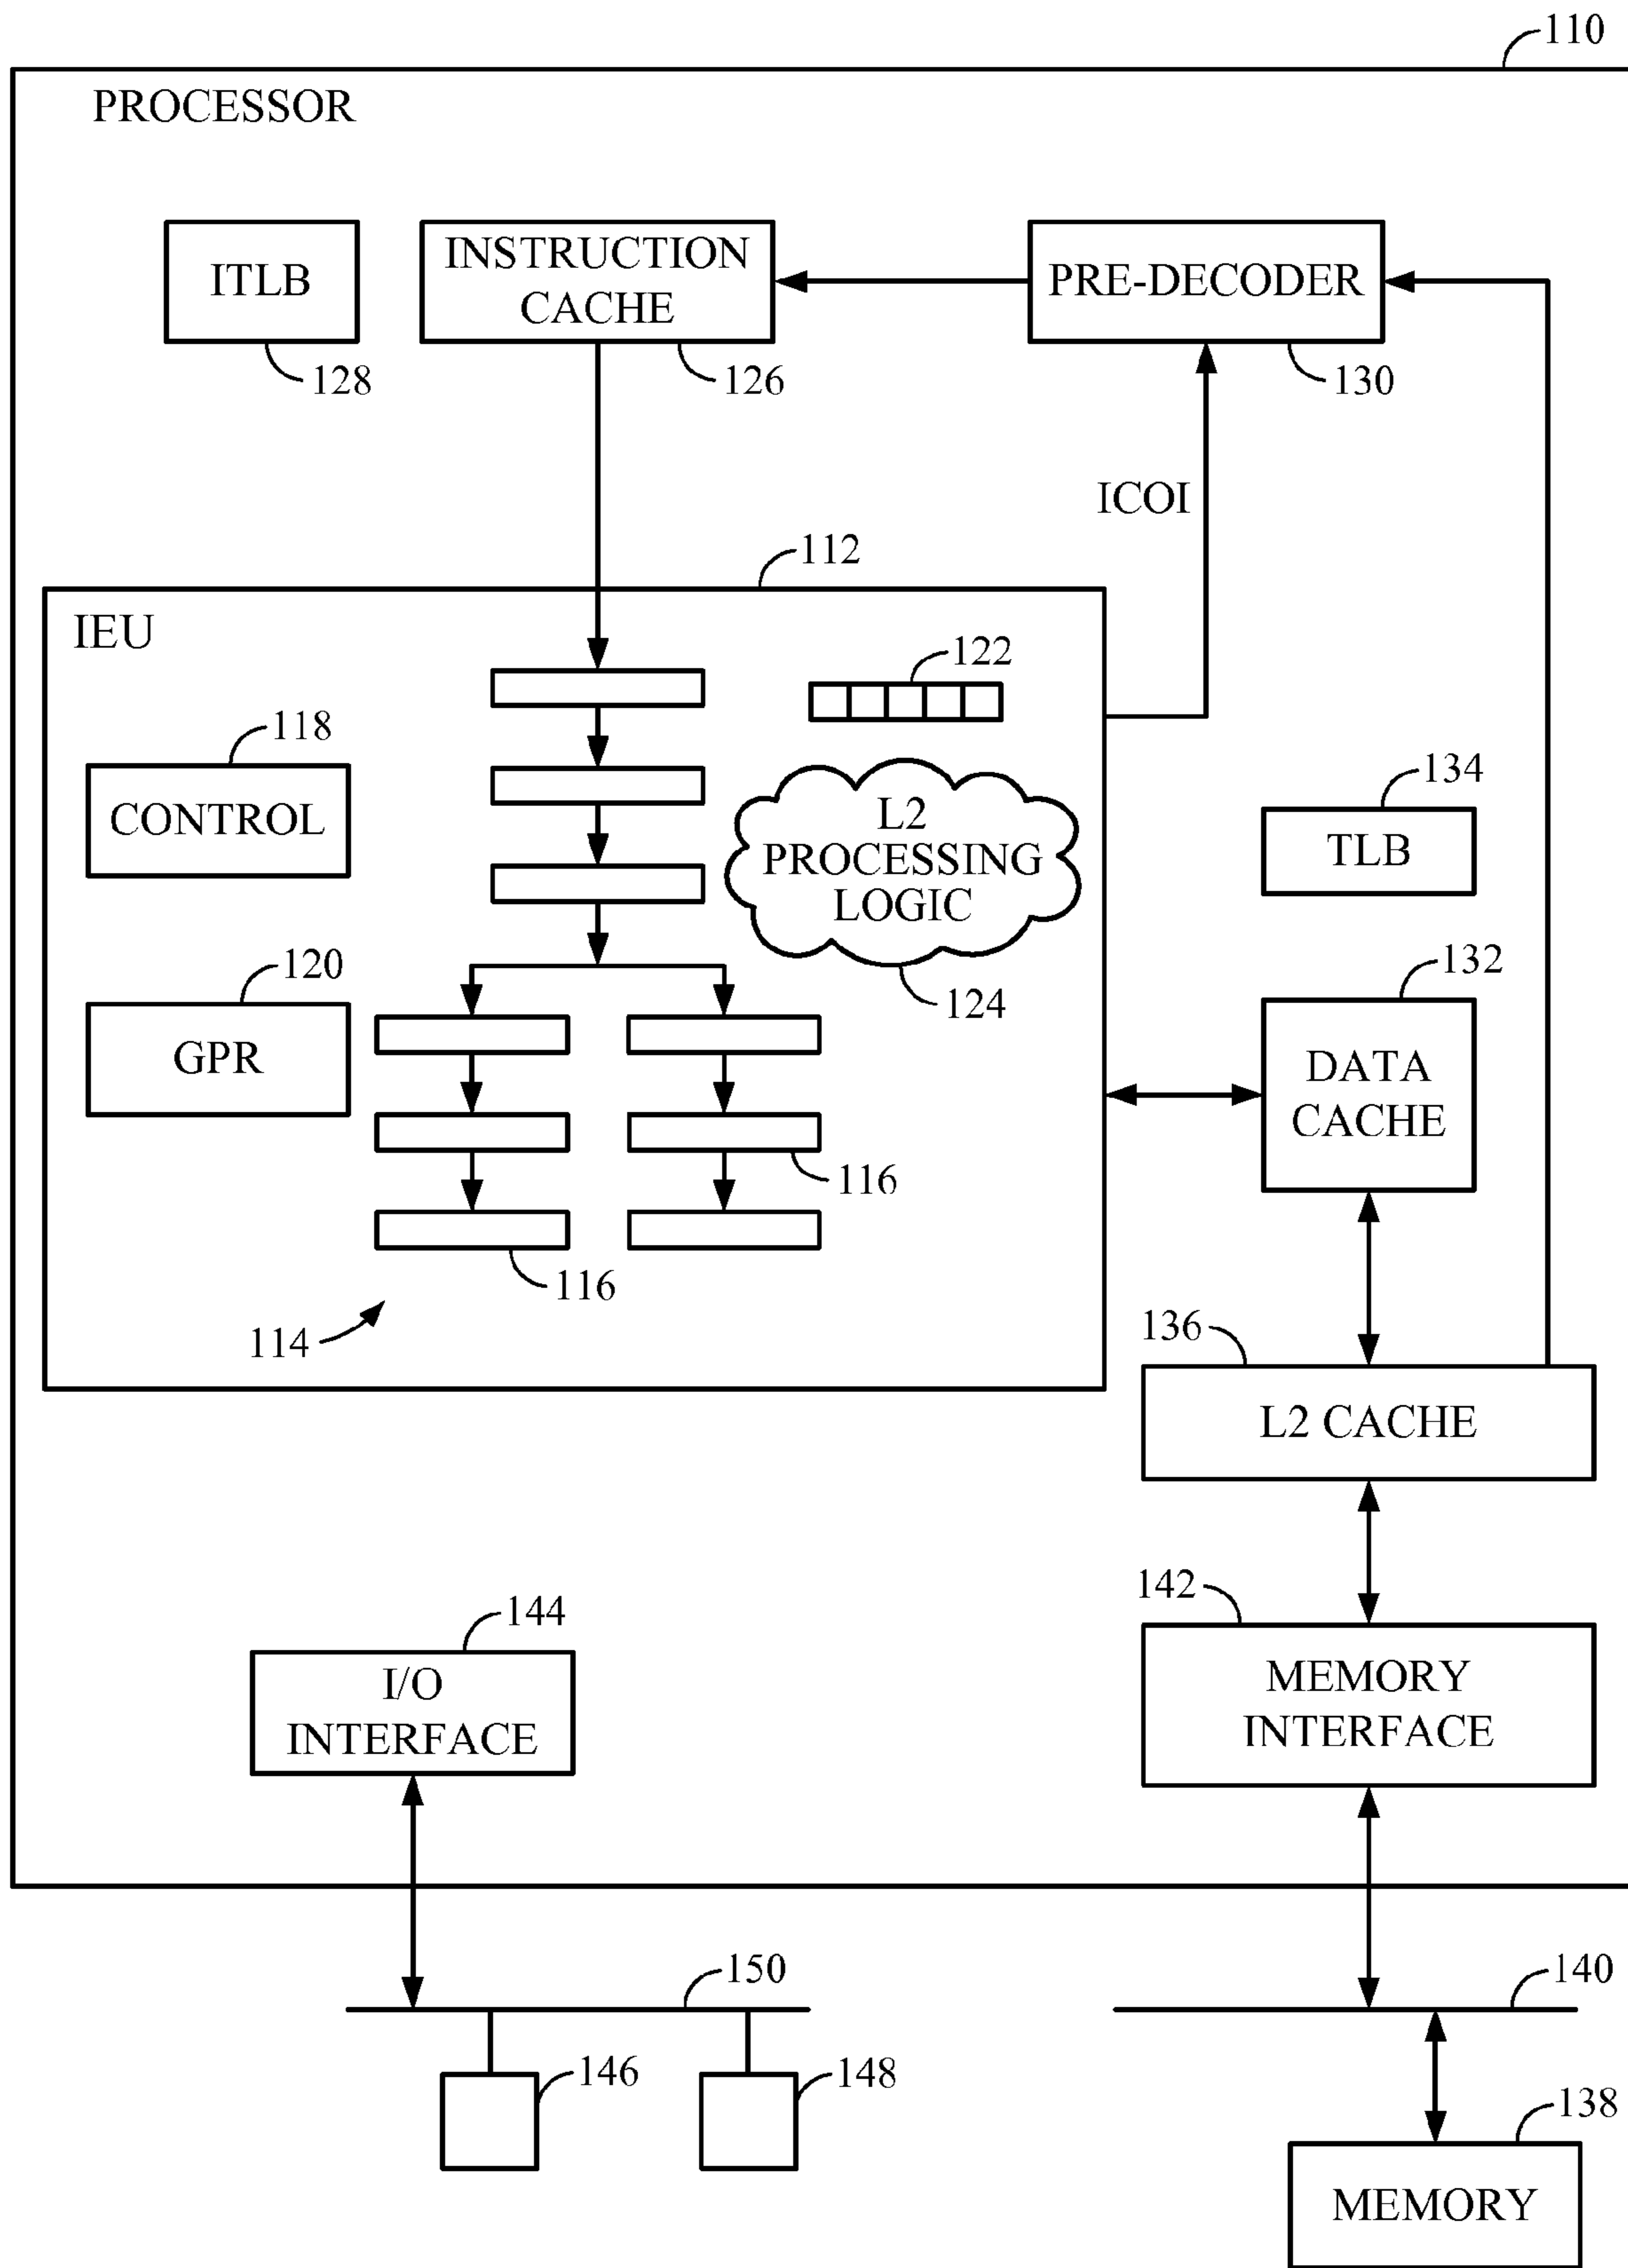 110
PROCESSOR
ITLB
128
INSTRUCTION
CACHE
126
PRE-DECODER
130
ICOI
112
IEU
122
118
CONTROL
L2
PROCESSING
LOGIC
124
134
TLB
120
GPR
132
DATA
CACHE
116
116
114
136
L2 CACHE
142
MEMORY
INTERFACE
144
I/O
INTERFACE
150
140
146
148
138
MEMORY